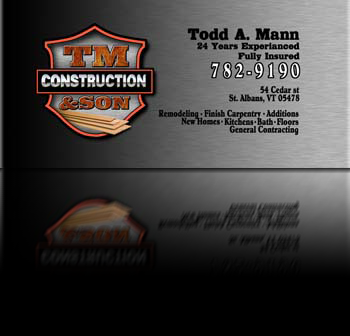 TM
CONSTRUCTION
&SON
Todd A. Mann
24 Years Experianced
Fully Insured
782-9190
54 Cedar st
St. Albans, VT 05478
Remodeling · Finish Carpentry · Additions
New Homes · Kitchens · Bath · Floors
General Contracting